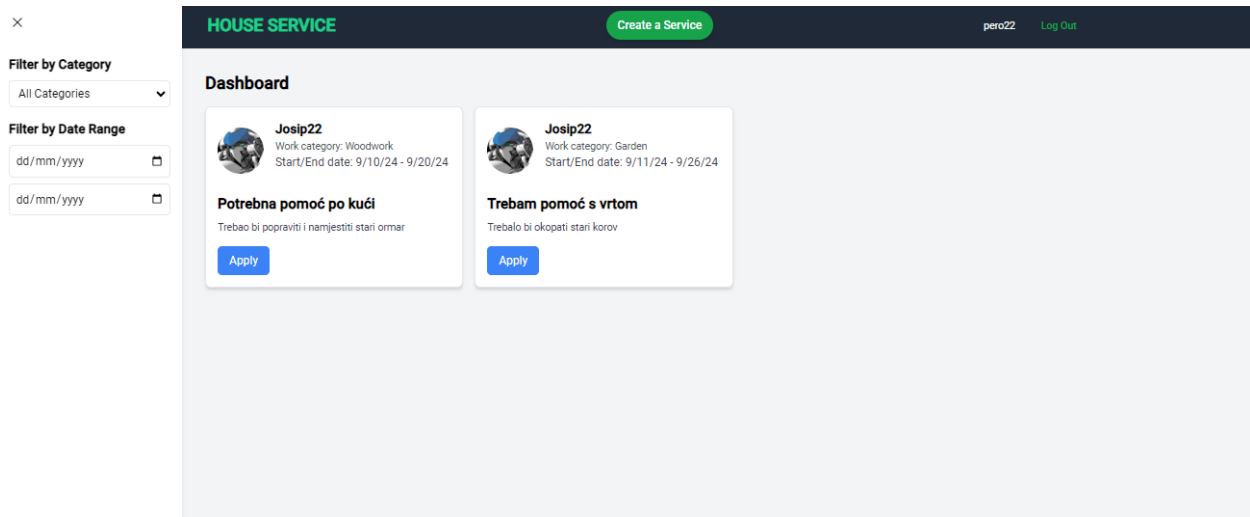 ×
HOUSE SERVICE
Create a Service
pero22
Log Out
Filter by Category
All Categories
Filter by Date Range
dd/mm/yyyy
dd/mm/yyyy
Dashboard
Josip22
Work category: Woodwork
Start/End date: 9/10/24 - 9/20/24
Potrebna pomoć po kući
Trebao bi popraviti i namjestiti stari ormar
Apply
Josip22
Work category: Garden
Start/End date: 9/11/24 - 9/26/24
Trebam pomoć s vrtom
Trebalo bi okopati stari korov
Apply